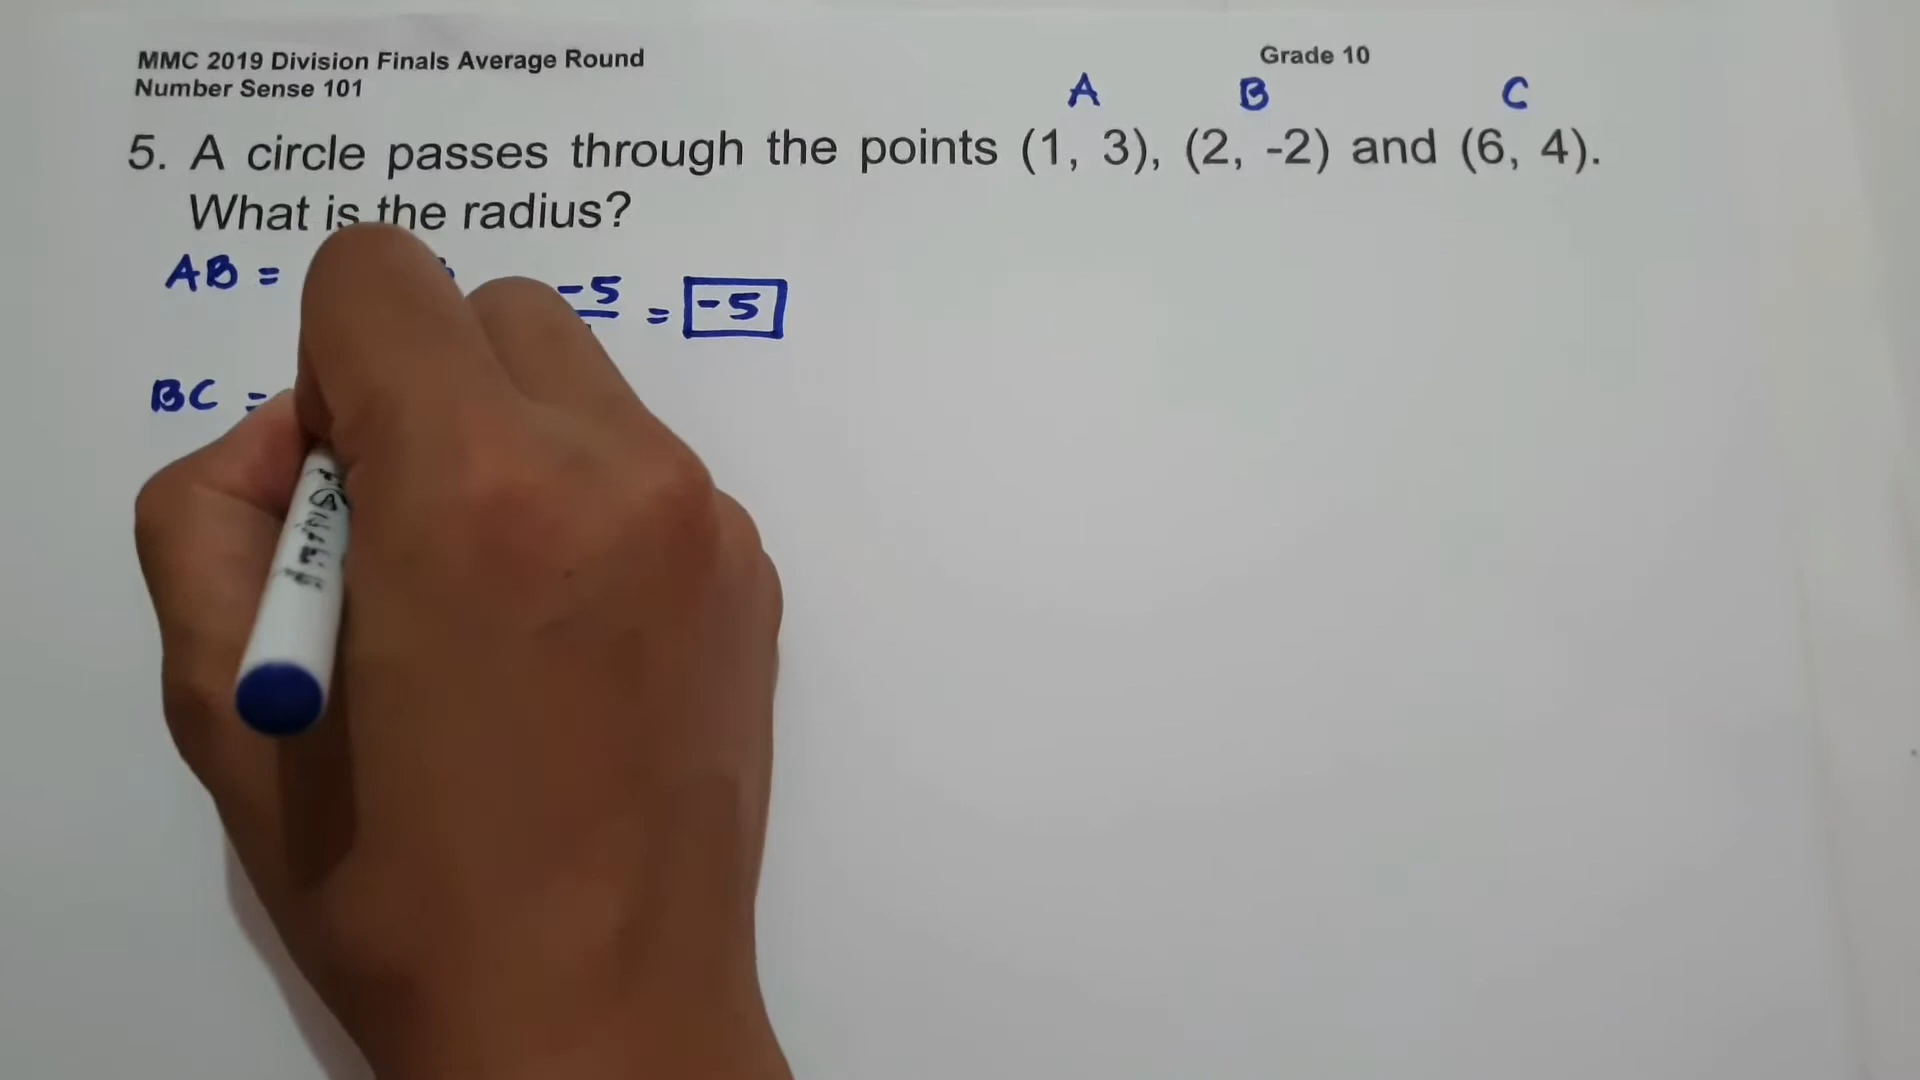 MMC 2019 Division Finals Average Round
Grade 10
Number Sense 101
A B C
5. A circle passes through the points (1, 3), (2, -2) and (6, 4).
What is the radius?
AB = -5 = -5
BC =